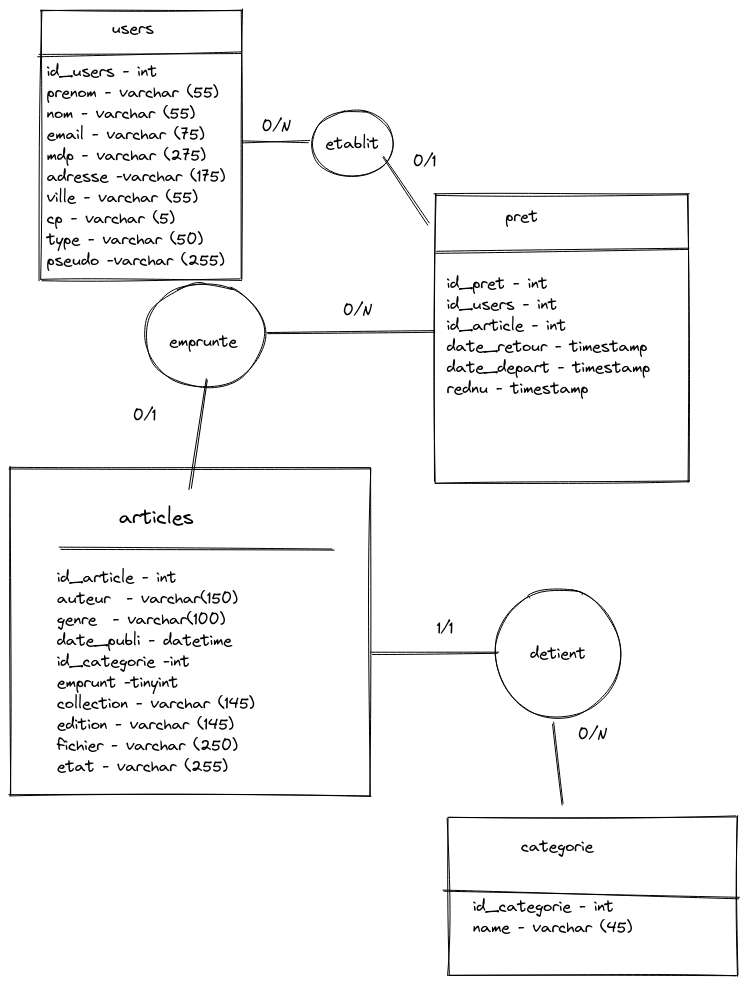 users
id_users - int
prenom - varchar (55)
nom - varchar (55)
email - varchar (75)
mdp - varchar (275)
adresse -varchar (175)
ville - varchar (55)
cp - varchar (5)
type - varchar (50)
pseudo -varchar (255)
0/N
etablit
0/1
pret
id_pret - int
id_users - int
id_article - int
date_retour - timestamp
date_depart - timestamp
rednu - timestamp
emprunte
0/N
0/1
articles
id_article - int
auteur - varchar(150)
genre - varchar(100)
date_publi - datetime
id_categorie -int
emprunt -tinyint
collection - varchar (145)
edition - varchar (145)
fichier - varchar (250)
etat - varchar (255)
1/1
detient
0/N
categorie
id_categorie - int
name - varchar (45)